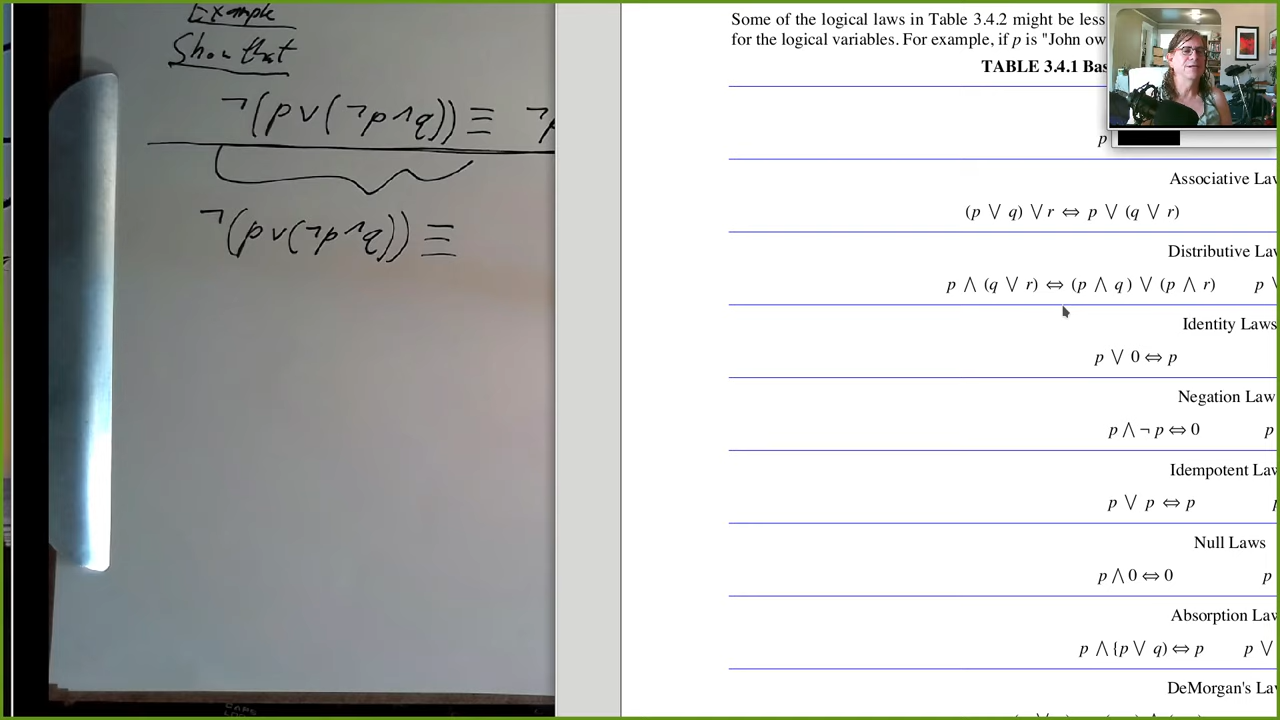 Example
Show that
¬(p∨(¬p∧q)) ≡ ¬p
¬(p∨(¬p∧q)) ≡
Some of the logical laws in Table 3.4.2 might be less
for the logical variables. For example, if p is "John ow
TABLE 3.4.1 Bas
p
Associative Law
(p ∨ q) ∨ r ⇔ p ∨ (q ∨ r)
Distributive Law
p ∧ (q ∨ r) ⇔ (p ∧ q ) ∨ (p ∧ r) p ∨
Identity Laws
p ∨ 0 ⇔ p
Negation Law
p ∧ ¬ p ⇔ 0 p
Idempotent Law
p ∨ p ⇔ p
Null Laws
p ∧ 0 ⇔ 0 p
Absorption Law
p ∧ (p ∨ q) ⇔ p p ∨
DeMorgan's Law